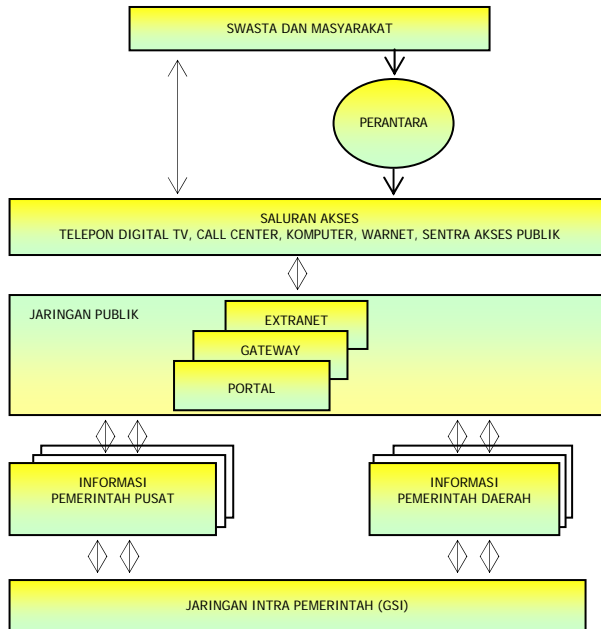 SWASTA DAN MASYARAKAT
PERANTARA
SALURAN AKSES
TELEPON DIGITAL TV, CALL CENTER, KOMPUTER, WARNET, SENTRA AKSES PUBLIK
JARINGAN PUBLIK
EXTRANET
GATEWAY
PORTAL
INFORMASI
PEMERINTAH PUSAT
INFORMASI
PEMERINTAH DAERAH
JARINGAN INTRA PEMERINTAH (GSI)